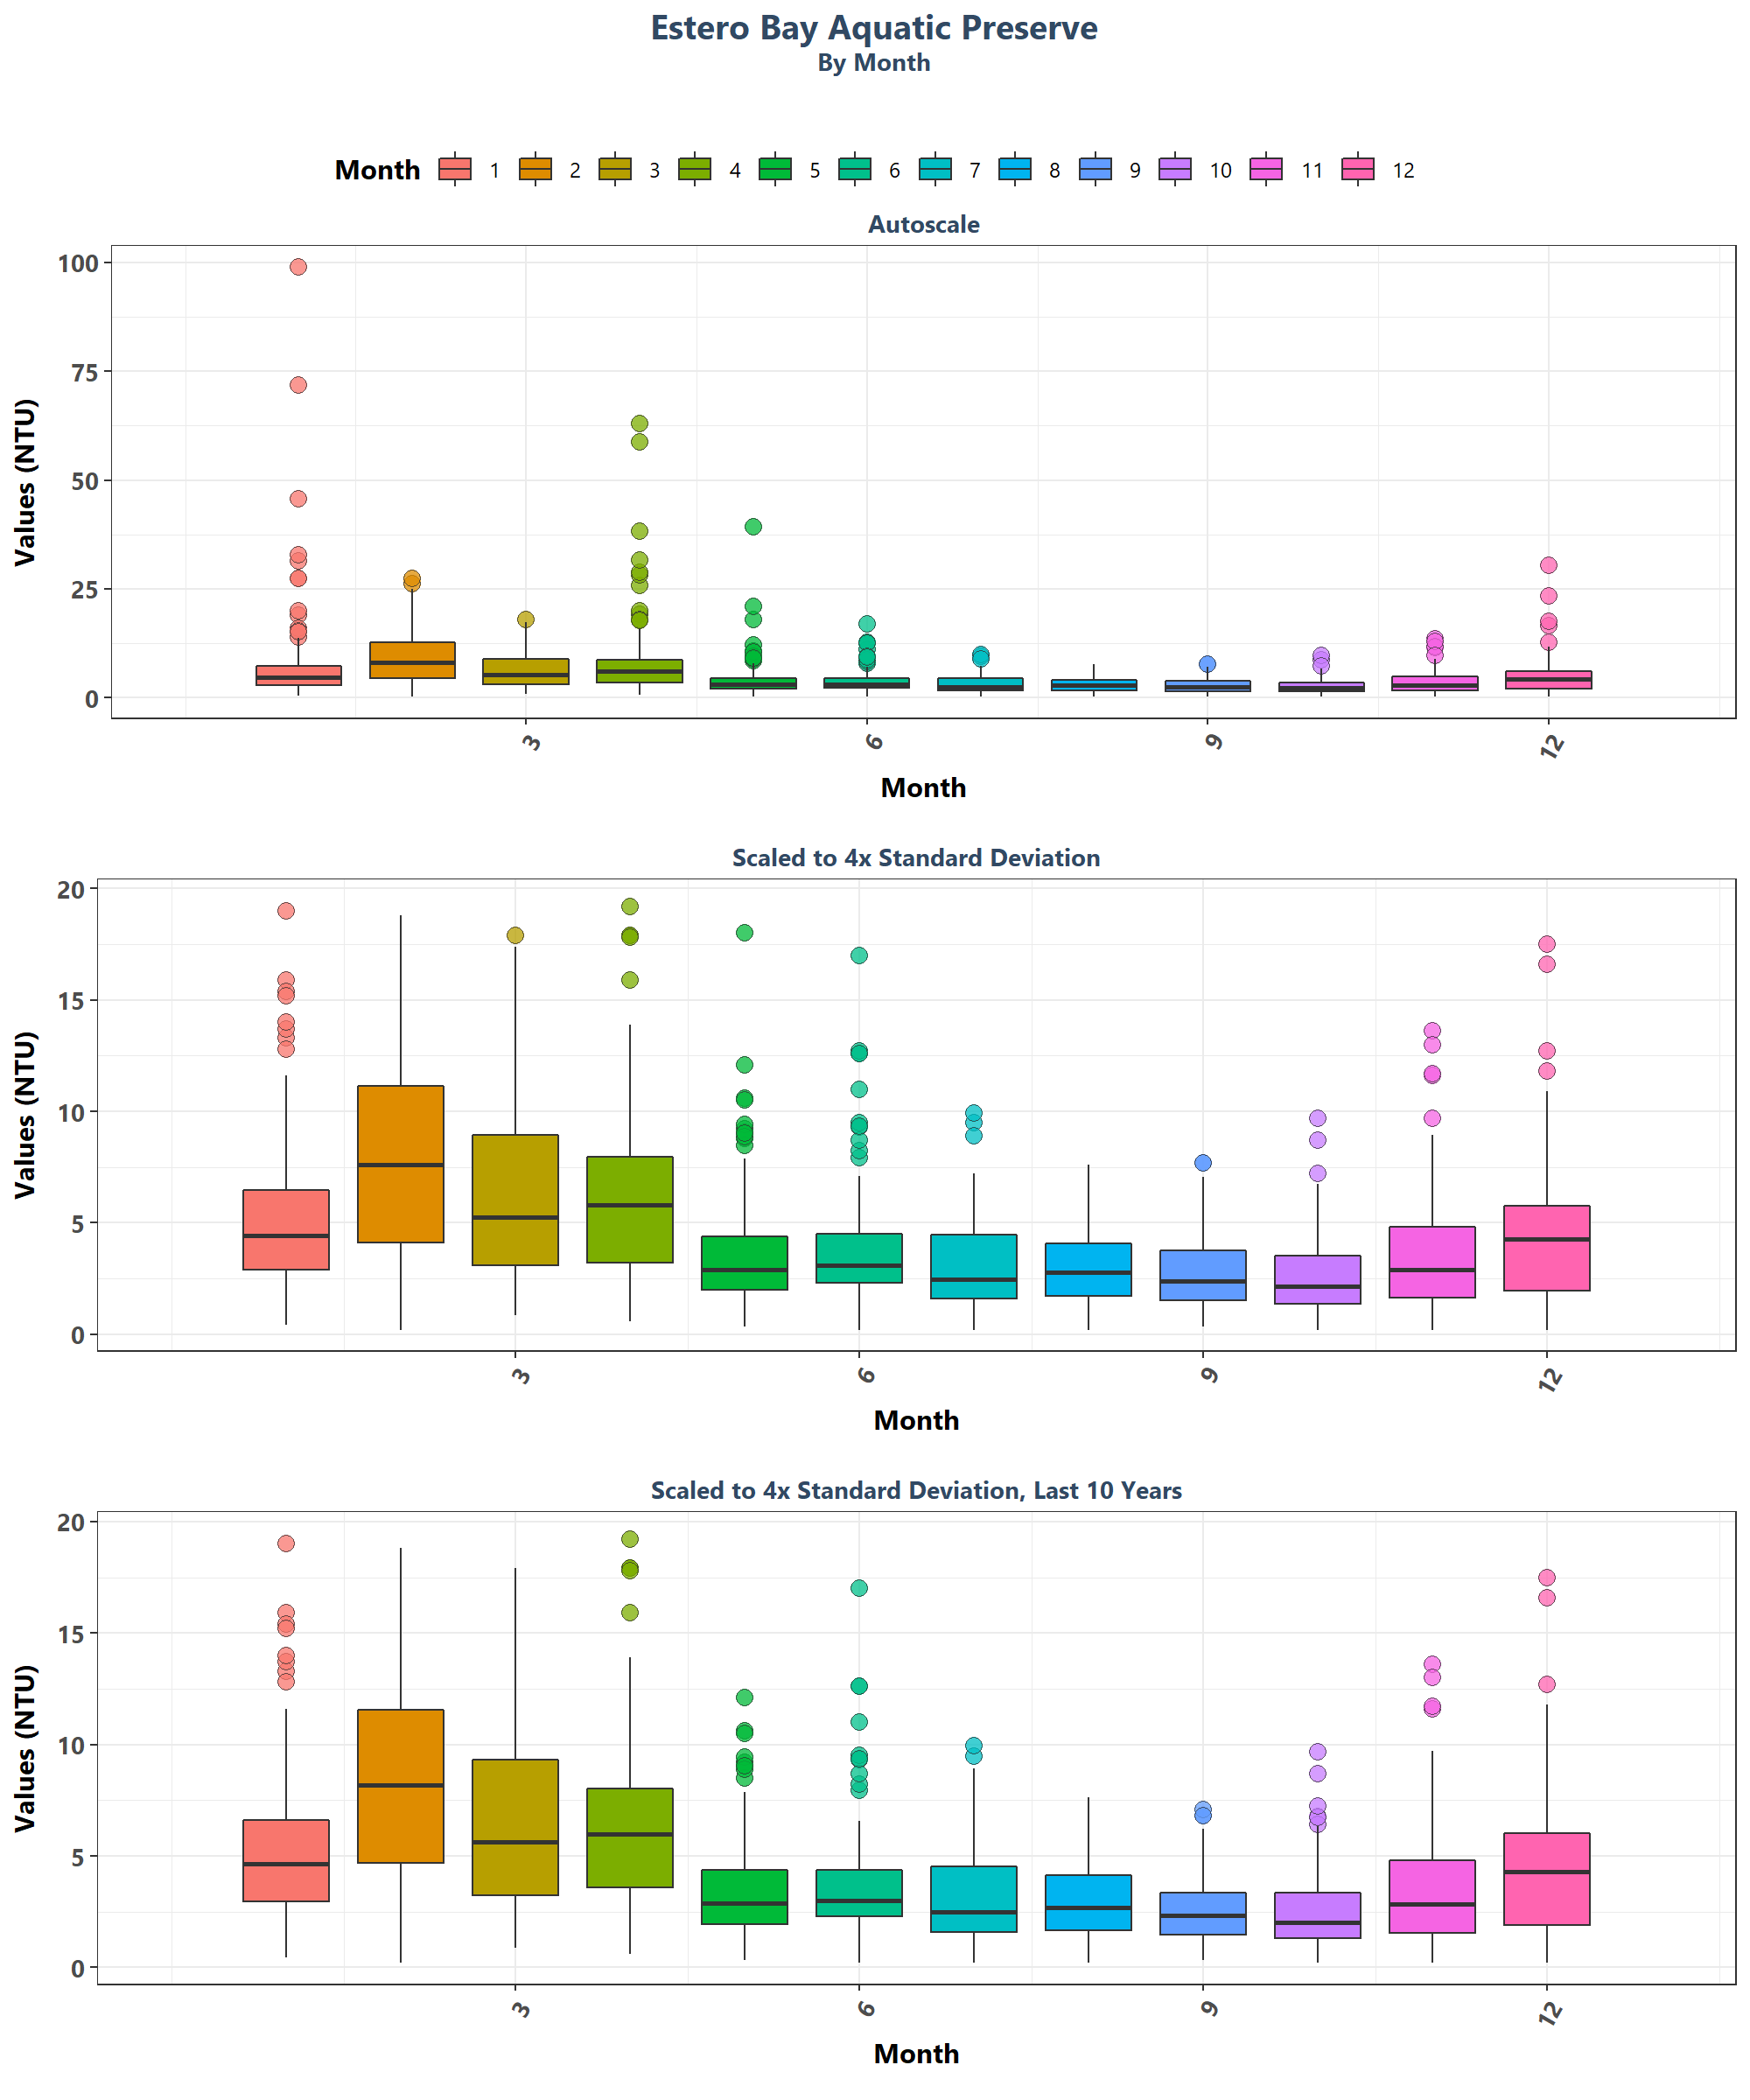 Estero Bay Aquatic Preserve
By Month
Month 1 2 3 4 5 6 7 8 9 10 11 12
Autoscale
Values (NTU)
100
75
50
25
0
3 6 9 12
Month
Scaled to 4x Standard Deviation
Values (NTU)
20
15
10
5
0
3 6 9 12
Month
Scaled to 4x Standard Deviation, Last 10 Years
Values (NTU)
20
15
10
5
0
3 6 9 12
Month